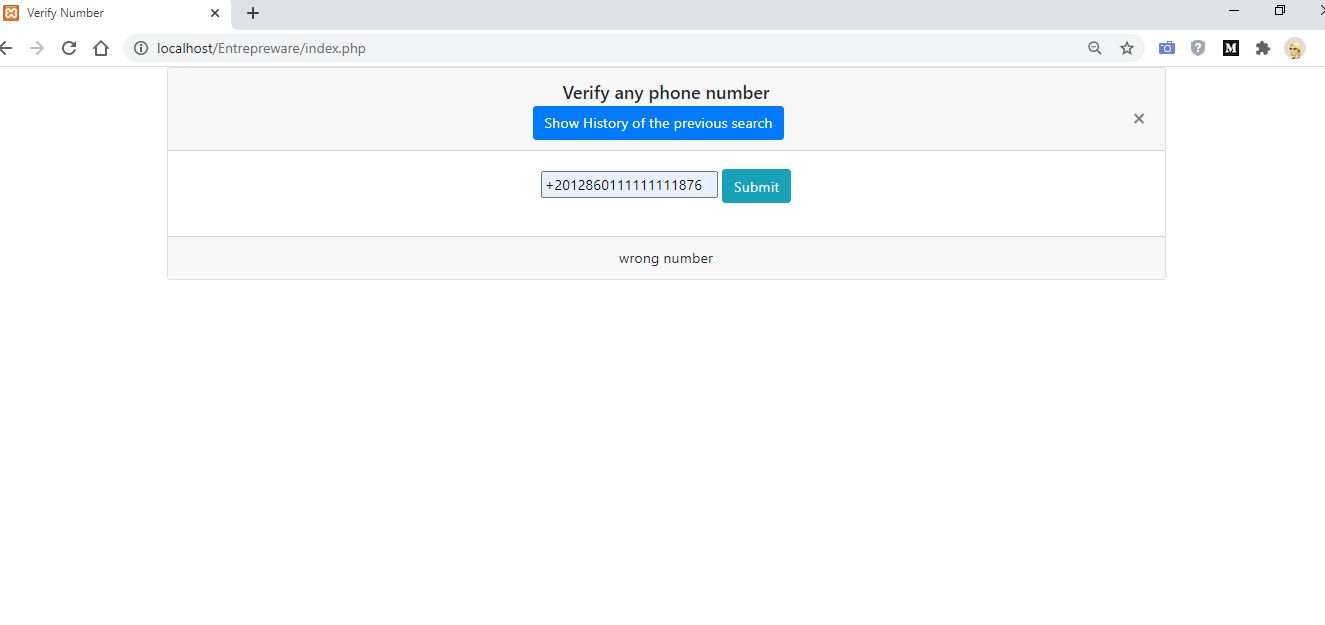 Verify Number
localhost/Entrepreware/index.php
M
Verify any phone number
Show History of the previous search
+2012860111111111876
Submit
wrong number